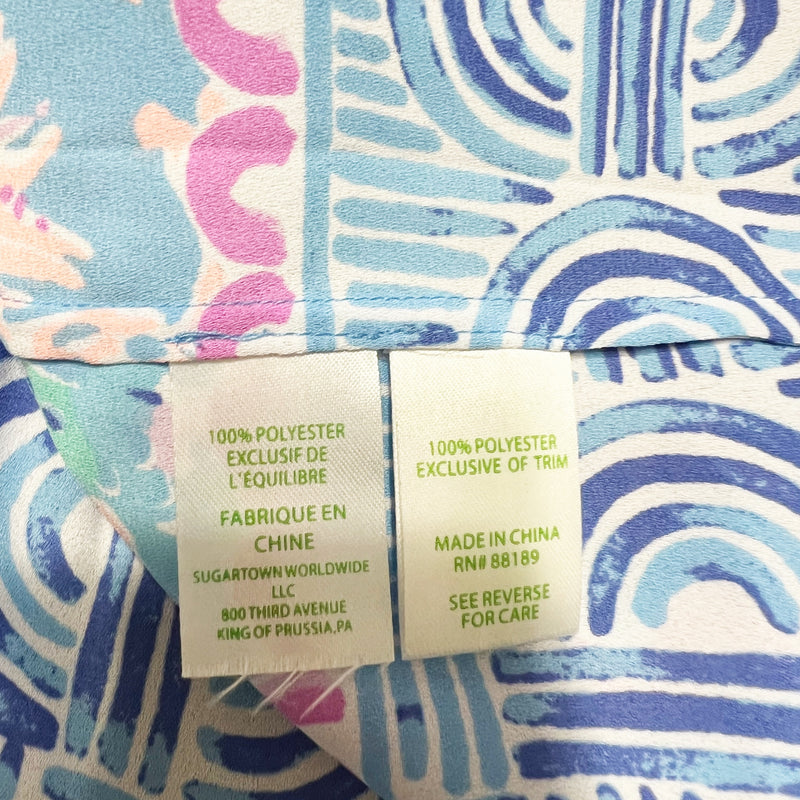 100% POLYESTER
EXCLUSIF DE
L'ÉQUILIBRE
FABRIQUE EN
CHINE
SUGARTOWN WORLDWIDE
LLC
800 THIRD AVENUE
KING OF PRUSSIA,PA
100% POLYESTER
EXCLUSIVE OF TRIM
MADE IN CHINA
RN# 88189
SEE REVERSE
FOR CARE